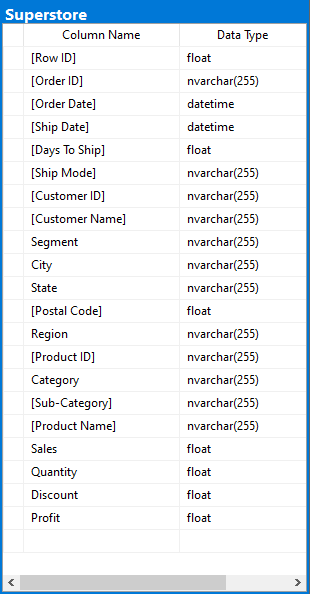 Superstore
Column Name Data Type
[Row ID] float
[Order ID] nvarchar(255)
[Order Date] datetime
[Ship Date] datetime
[Days To Ship] float
[Ship Mode] nvarchar(255)
[Customer ID] nvarchar(255)
[Customer Name] nvarchar(255)
Segment nvarchar(255)
City nvarchar(255)
State nvarchar(255)
[Postal Code] float
Region nvarchar(255)
[Product ID] nvarchar(255)
Category nvarchar(255)
[Sub-Category] nvarchar(255)
[Product Name] nvarchar(255)
Sales float
Quantity float
Discount float
Profit float